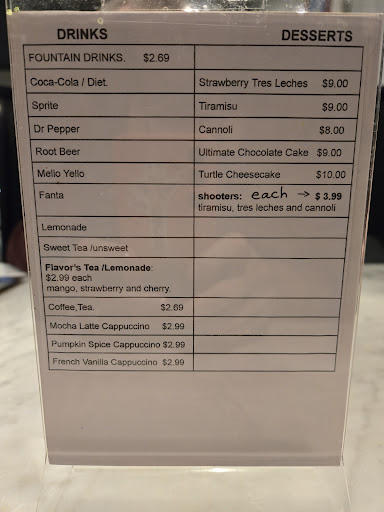 DRINKS DESSERTS
FOUNTAIN DRINKS. $2.69
Coca-Cola / Diet. Strawberry Tres Leches $9.00
Sprite Tiramisu $9.00
Dr Pepper Cannoli $8.00
Root Beer Ultimate Chocolate Cake $9.00
Mello Yello Turtle Cheesecake $10.00
Fanta shooters: each → $ 3.99
tiramisu, tres leches and cannoli
Lemonade
Sweet Tea /unsweet
Flavor's Tea /Lemonade:
$2.99 each
mango, strawberry and cherry.
Coffee,Tea. $2.69
Mocha Latte Cappuccino $2.99
Pumpkin Spice Cappuccino $2.99
French Vanilla Cappuccino $2.99